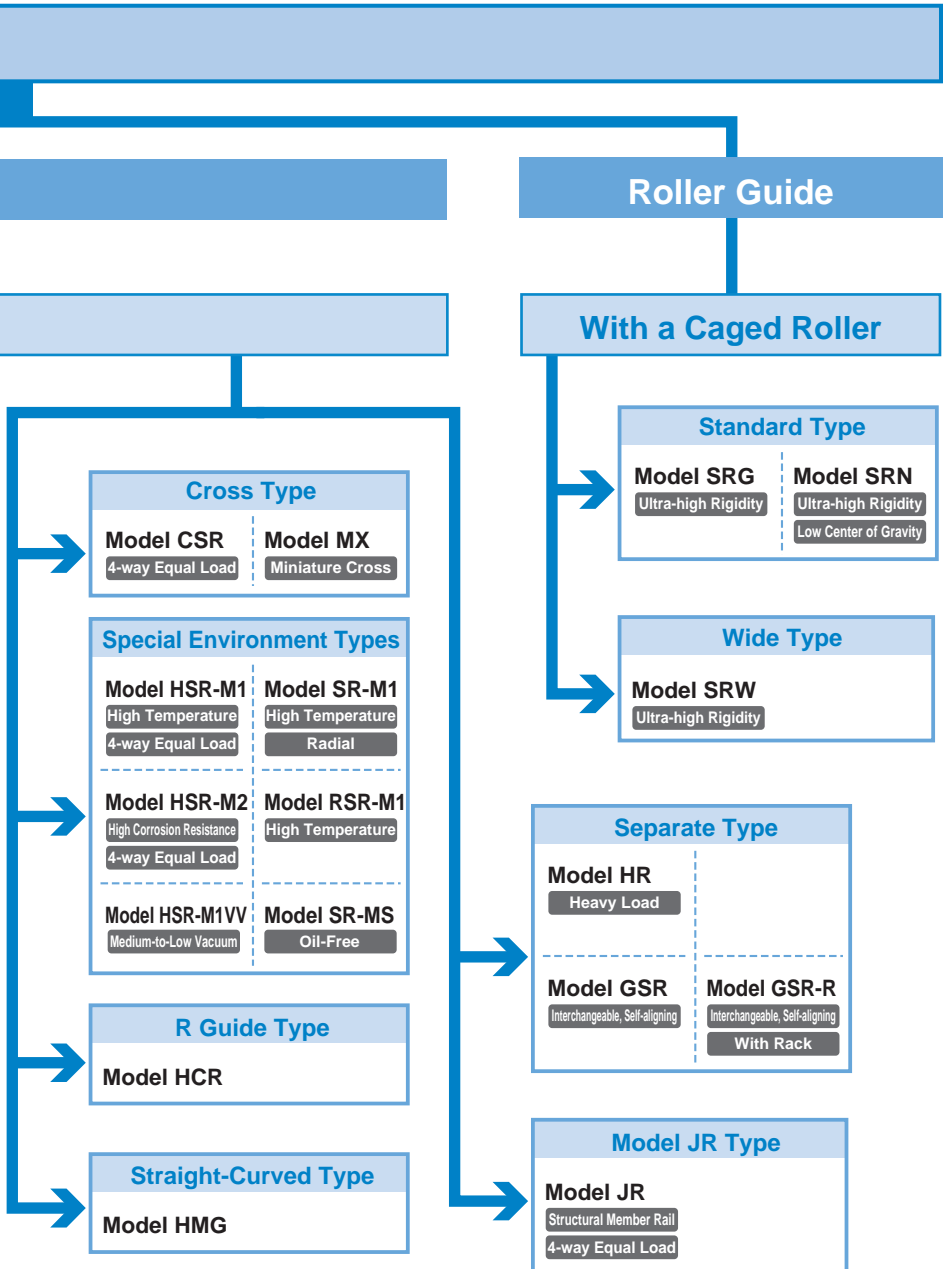 Roller Guide
With a Caged Roller
Standard Type
Model SRG
Ultra-high Rigidity
Model SRN
Ultra-high Rigidity
Low Center of Gravity
Wide Type
Model SRW
Ultra-high Rigidity
Cross Type
Model CSR
4-way Equal Load
Model MX
Miniature Cross
Special Environment Types
Model HSR-M1
High Temperature
4-way Equal Load
Model SR-M1
High Temperature
Radial
Model HSR-M2
High Corrosion Resistance
4-way Equal Load
Model RSR-M1
High Temperature
Model HSR-M1VV
Medium-to-Low Vacuum
Model SR-MS
Oil-Free
R Guide Type
Model HCR
Straight-Curved Type
Model HMG
Separate Type
Model HR
Heavy Load
Model GSR
Interchangeable, Self-aligning
Model GSR-R
Interchangeable, Self-aligning
With Rack
Model JR Type
Model JR
Structural Member Rail
4-way Equal Load